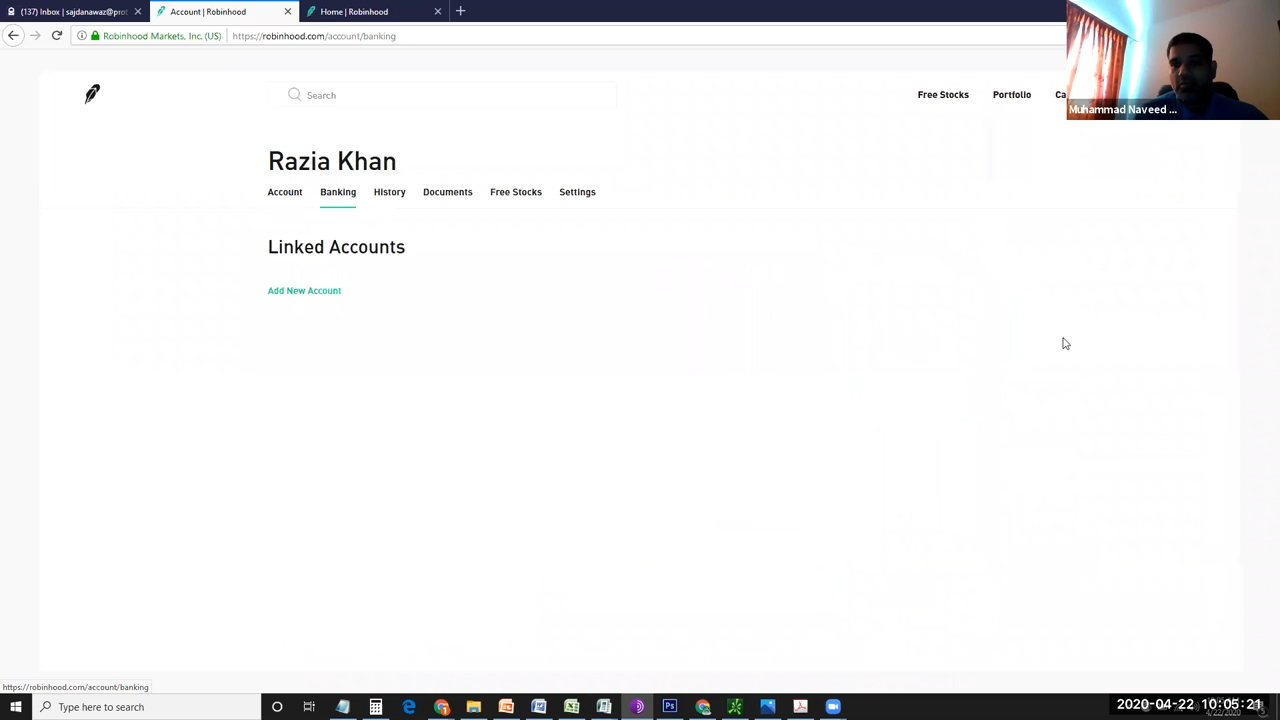 (137) Inbox | sajdanawaz@prot
Account | Robinhood
Home | Robinhood
Robinhood Markets, Inc. (US)
https://robinhood.com/account/banking
Search
Free Stocks
Portfolio
Ca
Muhammad Naveed ...
Razia Khan
Account
Banking
History
Documents
Free Stocks
Settings
Linked Accounts
Add New Account
https://robinhood.com/account/banking
Type here to search
2020-04-22 10:05:21